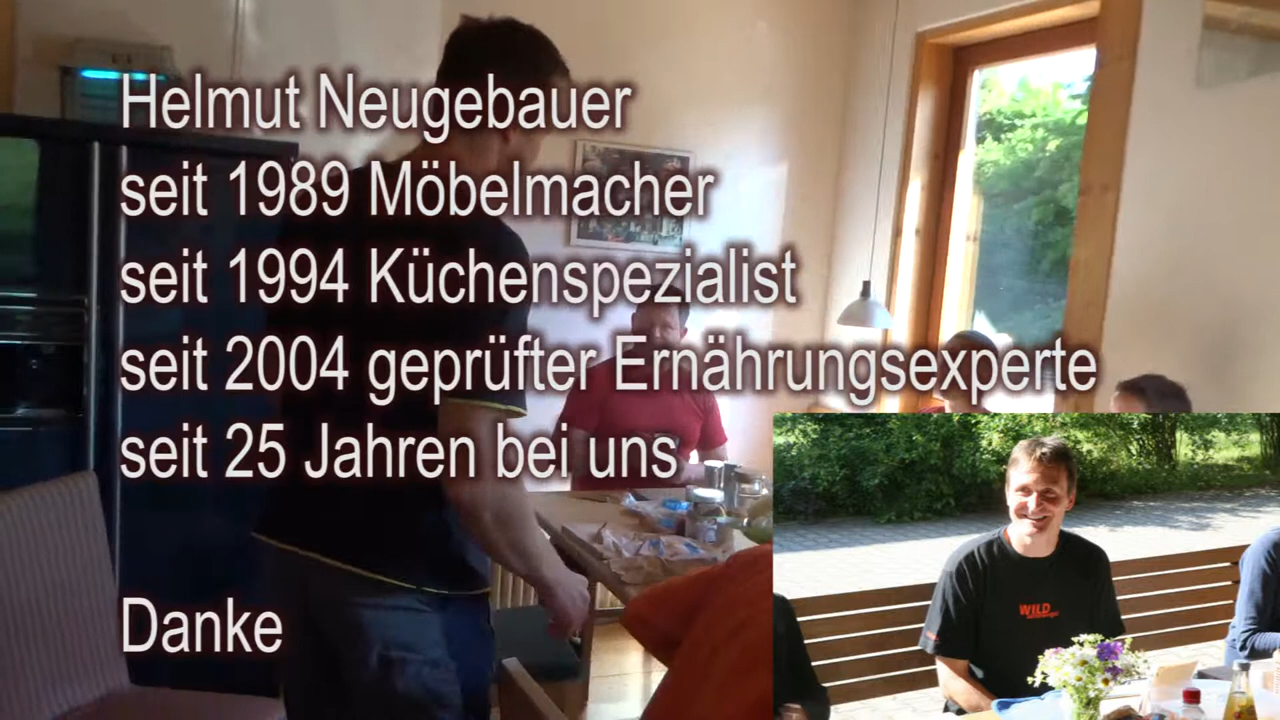 Helmut Neugebauer
seit 1989 Möbelmacher
seit 1994 Küchenspezialist
seit 2004 geprüfter Ernährungsexperte
seit 25 Jahren bei uns
Danke
WILD